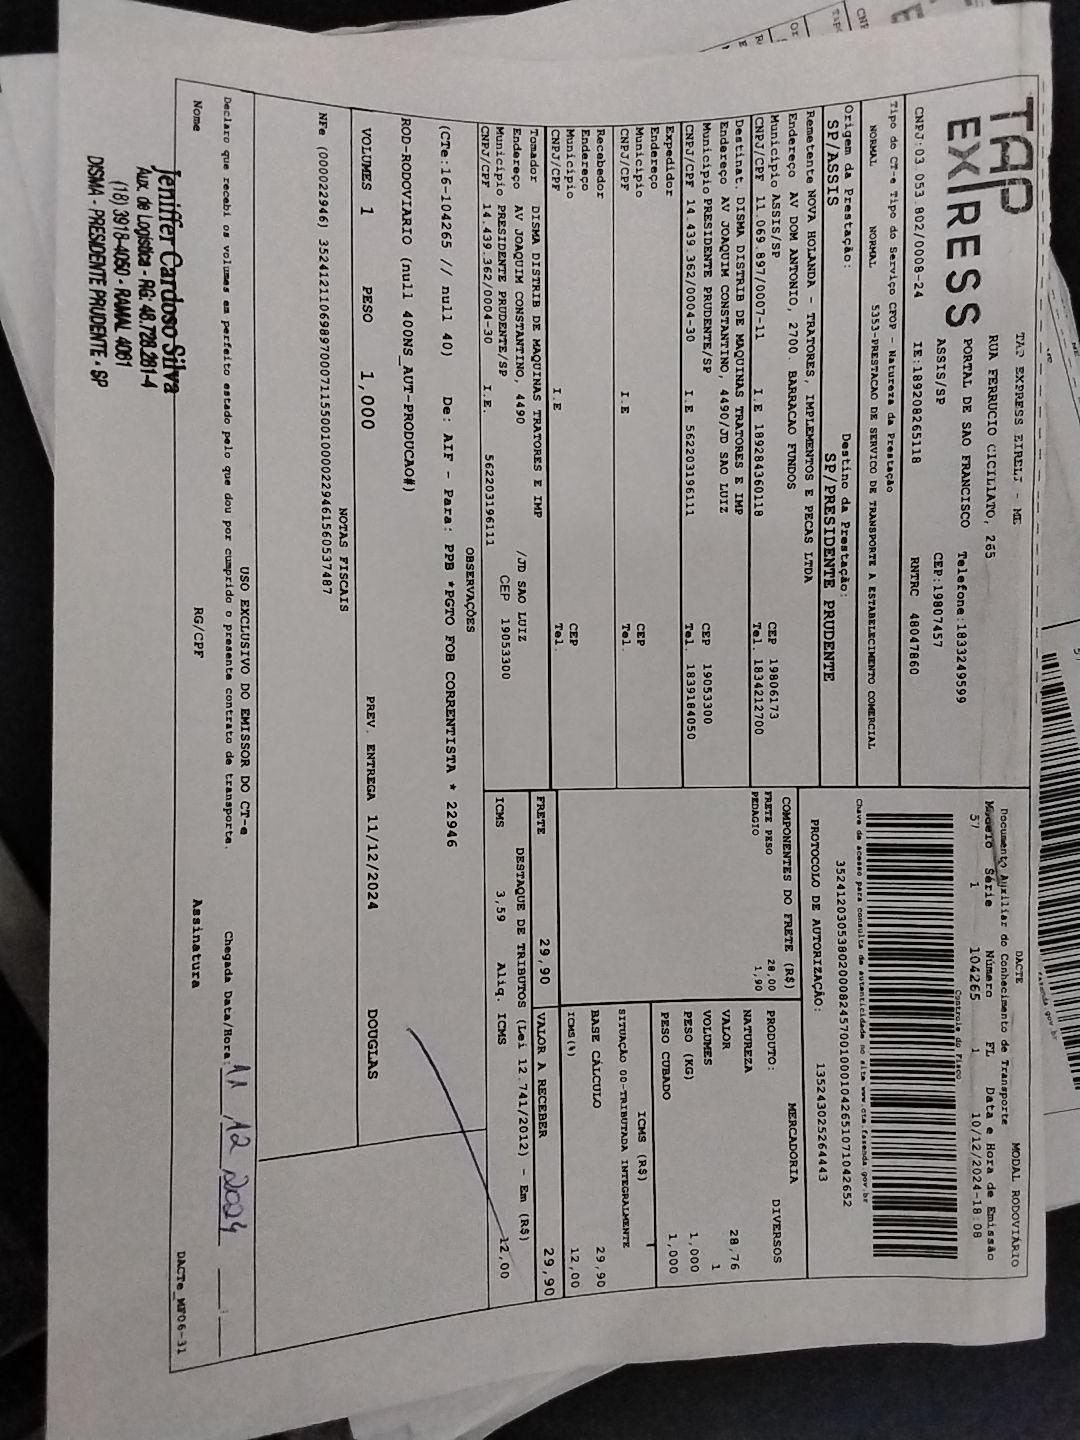 TAP
EXPRESS
TAP EXPRESS EIRELI - ME
RUA FERRUCIO CICILIATO, 265
PORTAL DE SAO FRANCISCO Telefone:1833249599
ASSIS/SP CEP:19807457
CNPJ:03.053.802/0008-24 IE:189208265118 RNTRC 48047860
Tipo do CT-e Tipo do Serviço CFOP - Natureza da Prestação
NORMAL NORMAL 5353-PRESTACAO DE SERVICO DE TRANSPORTE A ESTABELECIMENTO COMERCIAL
Origem da Prestação: Destino da Prestação:
SP/ASSIS SP/PRESIDENTE PRUDENTE
Remetente NOVA HOLANDA - TRATORES, IMPLEMENTOS E PECAS LTDA
Endereço AV DOM ANTONIO, 2700. BARRACAO FUNDOS
Município ASSIS/SP CEP 19806173
CNPJ/CPF 11.069.897/0007-11 I.E 189284360118 Tel. 1834212700
Destinat. DISMA DISTRIB DE MAQUINAS TRATORES E IMP
Endereço AV JOAQUIM CONSTANTINO, 4490/JD SAO LUIZ
Município PRESIDENTE PRUDENTE/SP CEP 19053300
CNPJ/CPF 14.439.362/0004-30 I.E 562203196111 Tel. 1839184050
Expedidor
Endereço
Município CEP
CNPJ/CPF I.E Tel.
Recebedor
Endereço
Município CEP
CNPJ/CPF I.E Tel.
Tomador DISMA DISTRIB DE MAQUINAS TRATORES E IMP
Endereço AV JOAQUIM CONSTANTINO, 4490 /JD SAO LUIZ
Município PRESIDENTE PRUDENTE/SP CEP 19053300
CNPJ/CPF 14.439.362/0004-30 I.E. 562203196111
DACTE MODAL RODOVIÁRIO
Documento Auxiliar do Conhecimento de Transporte
Modelo Série Número FL Data e Hora de Emissão
57 1 104265 1 10/12/2024-18:08
Controle do Fisco
Chave de acesso para consulta de autenticidade no site www.cte.fazenda.gov.br
35241203053802000824570010001042651071042652
PROTOCOLO DE AUTORIZAÇÃO: 135243025264443
COMPONENTES DO FRETE (R$)
FRETE PESO 28,00
PEDAGIO 1,90
PRODUTO: MERCADORIA
NATUREZA DIVERSOS
VALOR 28,76
VOLUMES 1
PESO (KG) 1,000
PESO CUBADO 1,000
ICMS (R$)
SITUAÇÃO 00-TRIBUTADA INTEGRALMENTE
BASE CÁLCULO 29,90
ICMS(%) 12,00
FRETE 29,90 VALOR A RECEBER 29,90
DESTAQUE DE TRIBUTOS (Lei 12.741/2012) - Em (R$)
ICMS 3,59 Aliq. ICMS 12,00
OBSERVAÇÕES
(CTe:16-104265 // null 40) De: AIF - Para: PPB *PGTO FOB CORRENTISTA * 22946
ROD-RODOVIARIO (null 400NS_AUT-PRODUCAO#)
VOLUMES 1 PESO 1,000 PREV. ENTREGA 11/12/2024 DOUGLAS
NOTAS FISCAIS
NFe (000022946) 35241211069897000711550010000229461560537487
USO EXCLUSIVO DO EMISSOR DO CT-e
Declaro que recebi os volumes em perfeito estado pelo que dou por cumprido o presente contrato de transporte. Chegada Data/Hora: 11 12 2024
Nome RG/CPF Assinatura DACTe_MF06-31
Jeniffer Cardoso Silva
Aux. de Logística - RG: 48.728.281-4
(18) 3918-4050 - RAMAL 4061
DISMA - PRESIDENTE PRUDENTE - SP